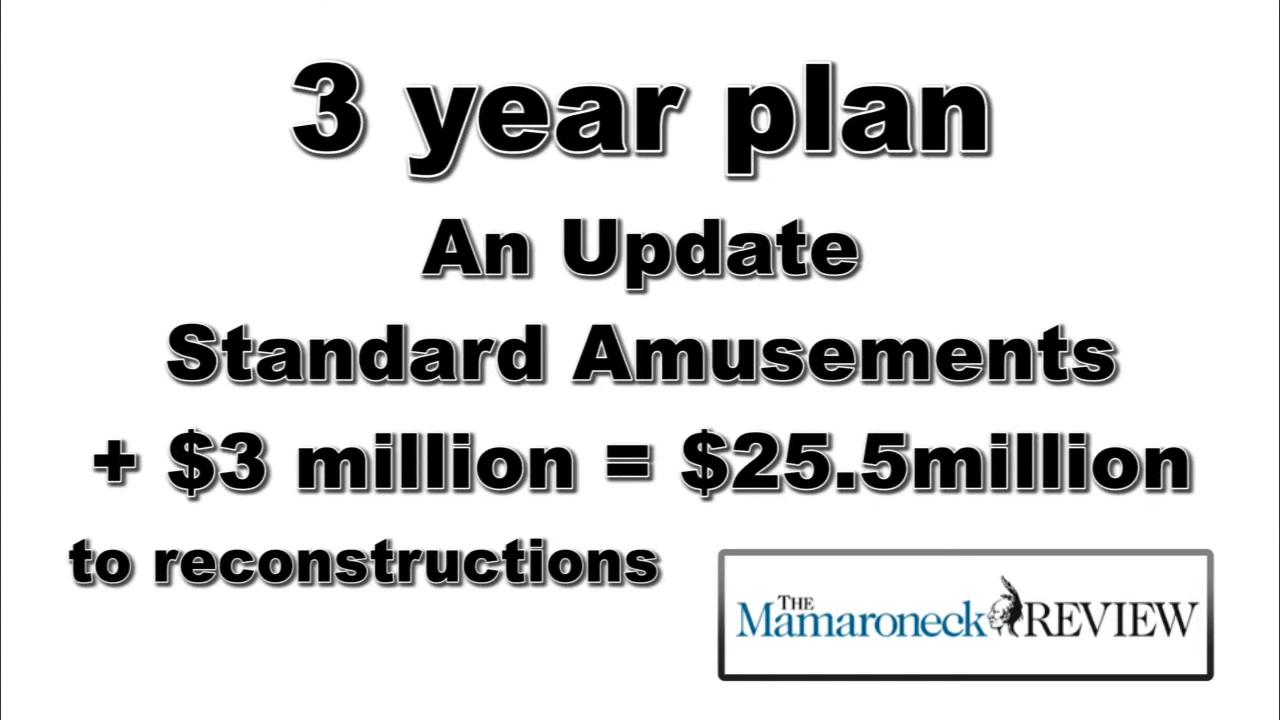 3 year plan
An Update
Standard Amusements
+ $3 million = $25.5million
to reconstructions
THE
Mamaroneck REVIEW